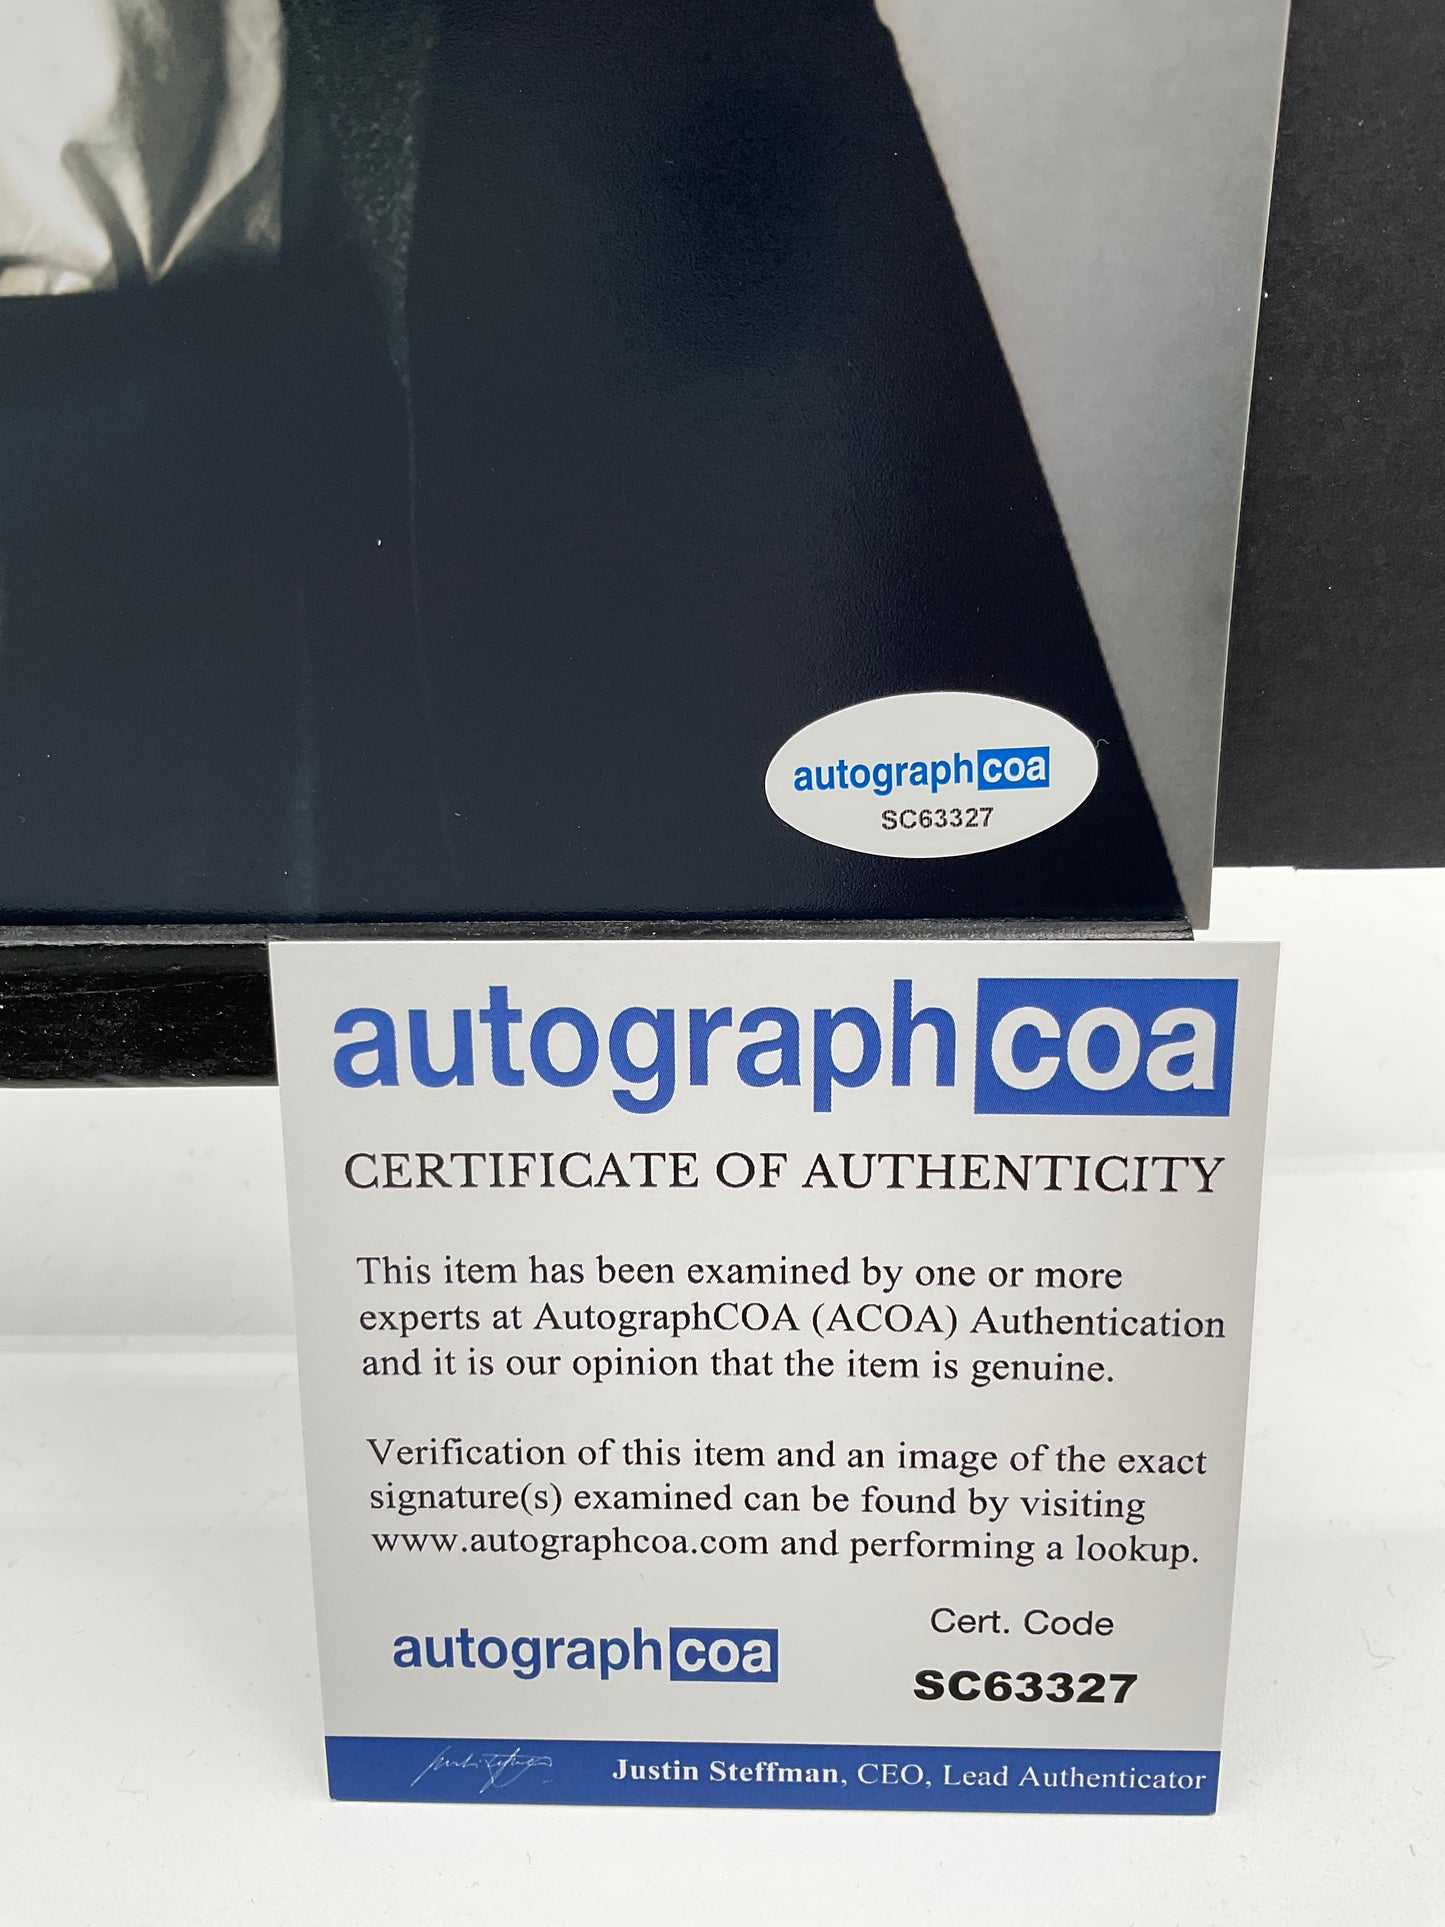 autographcoa
SC63327
autographcoa
CERTIFICATE OF AUTHENTICITY
This item has been examined by one or more
experts at AutographCOA (ACOA) Authentication
and it is our opinion that the item is genuine.
Verification of this item and an image of the exact
signature(s) examined can be found by visiting
www.autographcoa.com and performing a lookup.
Cert. Code
autographcoa
SC63327
Justin Steffman, CEO, Lead Authenticator